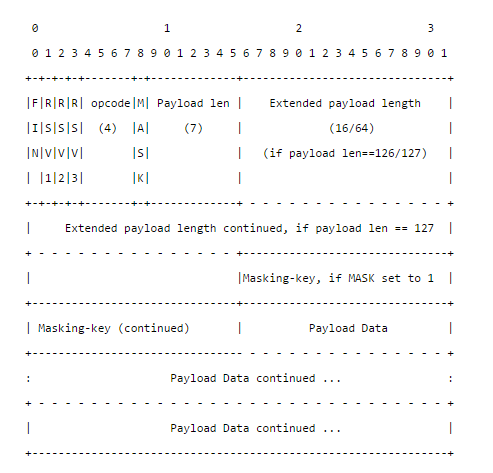 0                   1                   2                   3
 0 1 2 3 4 5 6 7 8 9 0 1 2 3 4 5 6 7 8 9 0 1 2 3 4 5 6 7 8 9 0 1
+-+-+-+-+-------+-+-------------+-------------------------------+
|F|R|R|R| opcode|M| Payload len |    Extended payload length    |
|I|S|S|S|  (4)  |A|     (7)     |             (16/64)           |
|N|V|V|V|       |S|             |   (if payload len==126/127)   |
| |1|2|3|       |K|             |                               |
+-+-+-+-+-------+-+-------------+ - - - - - - - - - - - - - - - +
|     Extended payload length continued, if payload len == 127  |
+ - - - - - - - - - - - - - - - +-------------------------------+
|                               |Masking-key, if MASK set to 1  |
+-------------------------------+-------------------------------+
| Masking-key (continued)       |          Payload Data         |
+-------------------------------- - - - - - - - - - - - - - - - +
:                     Payload Data continued ...                :
+ - - - - - - - - - - - - - - - - - - - - - - - - - - - - - - - +
|                     Payload Data continued ...                |
+---------------------------------------------------------------+